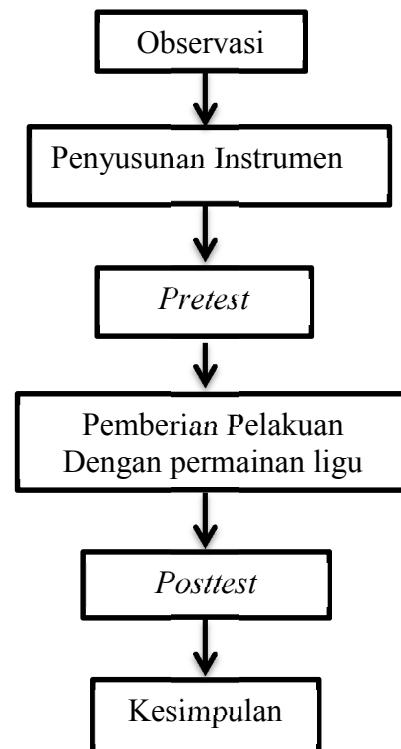 Observasi
Penyusunan Instrumen
Pretest
Pemberian Pelakuan
Dengan permainan ligu
Posttest
Kesimpulan